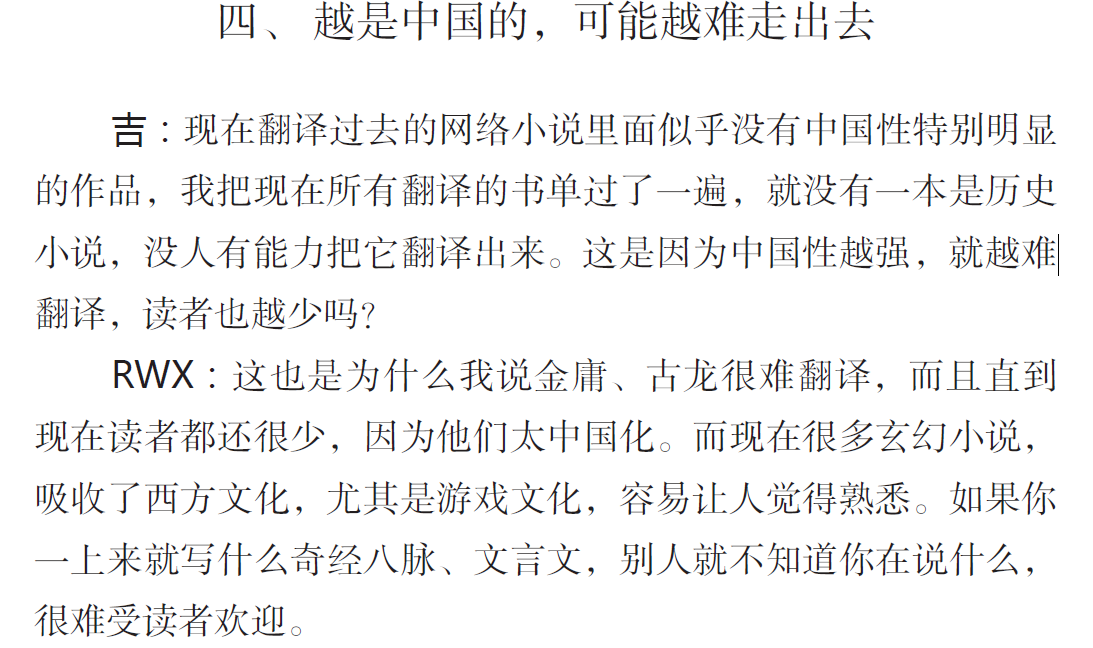 四、 越是中国的，可能越难走出去
吉：现在翻译过去的网络小说里面似乎没有中国性特别明显
的作品，我把现在所有翻译的书单过了一遍，就没有一本是历史
小说，没人有能力把它翻译出来。这是因为中国性越强，就越难
翻译，读者也越少吗？
RWX：这也是为什么我说金庸、古龙很难翻译，而且直到
现在读者都还很少，因为他们太中国化。而现在很多玄幻小说，
吸收了西方文化，尤其是游戏文化，容易让人觉得熟悉。如果你
一上来就写什么奇经八脉、文言文，别人就不知道你在说什么，
很难受读者欢迎。